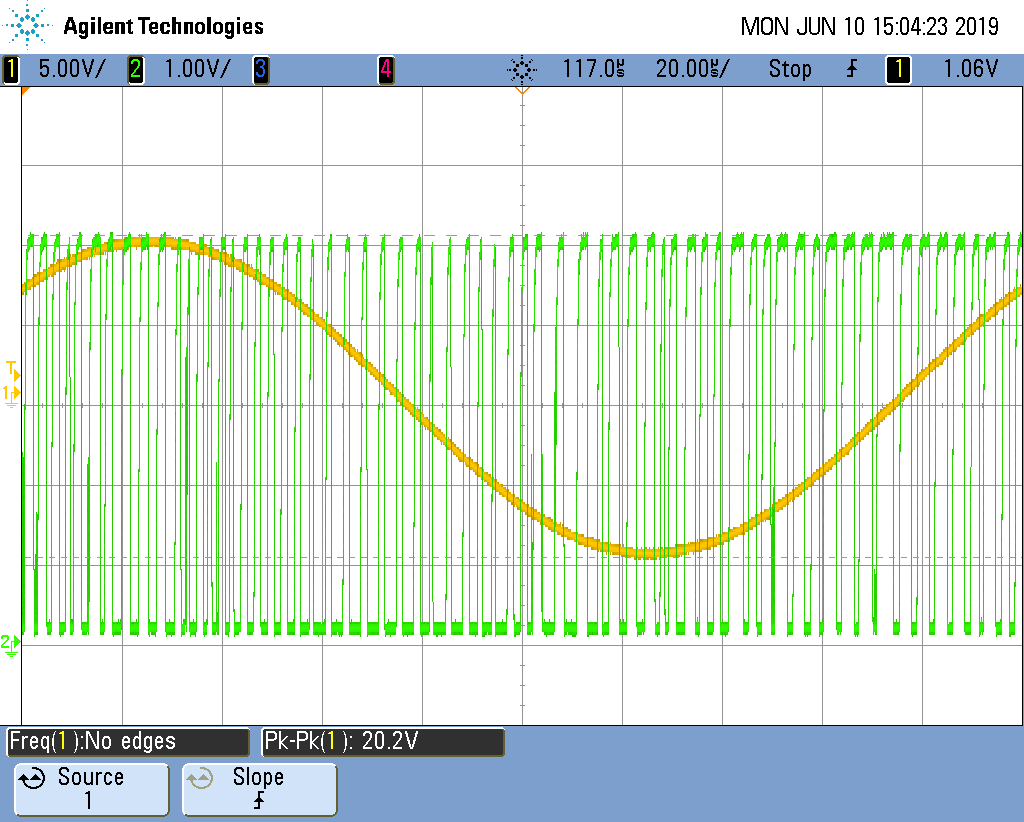 Agilent Technologies MON JUN 10 15:04:23 2019
1 5.00V/ 2 1.00V/ 3 4 117.0µs 20.00µs/ Stop 1 1.06V
T
1
2
Freq(1):No edges Pk-Pk(1): 20.2V
Source Slope
1